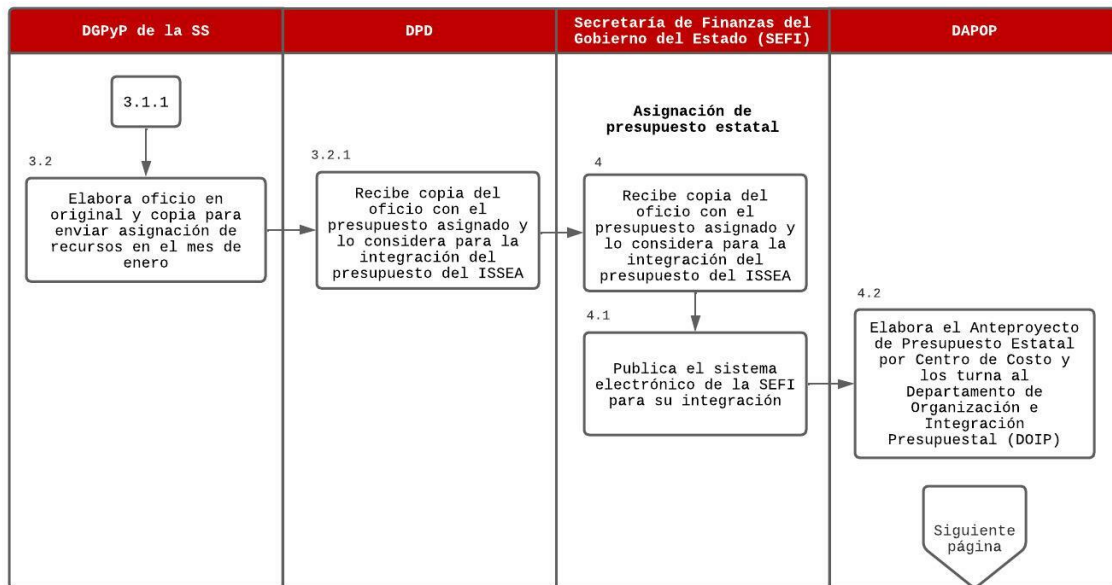 DGPyP de la SS
DPD
Secretaría de Finanzas del
Gobierno del Estado (SEFI)
DAPOP
3.1.1
3.2
Elabora oficio en
original y copia para
enviar asignación de
recursos en el mes de
enero
3.2.1
Recibe copia del
oficio con el
presupuesto asignado y
lo considera para la
integración del
presupuesto del ISSEA
Asignación de
presupuesto estatal
4
Recibe copia del
oficio con el
presupuesto asignado y
lo considera para la
integración del
presupuesto del ISSEA
4.1
Publica el sistema
electrónico de la SEFI
para su integración
4.2
Elabora el Anteproyecto
de Presupuesto Estatal
por Centro de Costo y
los turna al
Departamento de
Organización e
Integración
Presupuestal (DOIP)
Siguiente
página